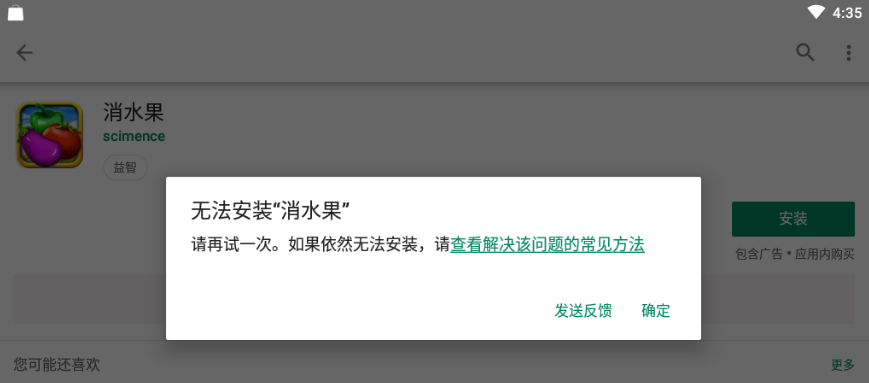 4:35
消水果
scimence
益智
无法安装“消水果”
请再试一次。如果依然无法安装，请查看解决该问题的常见方法
安装
包含广告 • 应用内购买
发送反馈 确定
您可能还喜欢 更多